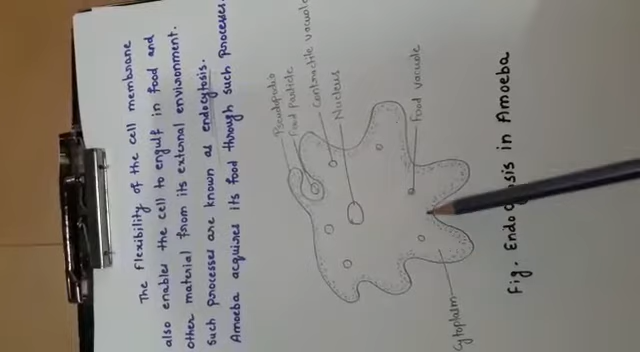 The flexibility of the cell membrane
also enables the cell to engulf in food and
other material from its external environment.
Such processes are known as endocytosis.
Amoeba acquires its food through such processes.
Pseudopodia
Food particle
Contractile vacuole
Nucleus
Food vacuole
Cytoplasm
Fig. Endocytosis in Amoeba